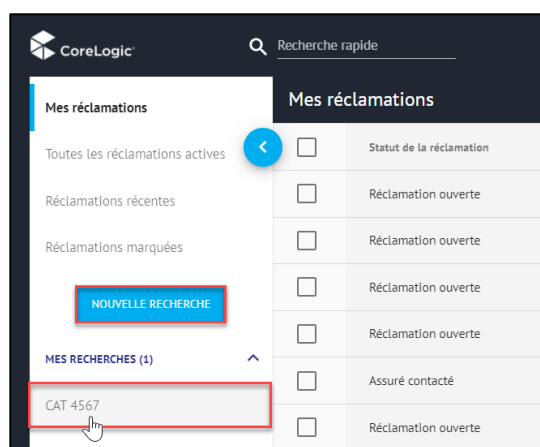 CoreLogic
Recherche rapide
Mes réclamations
Mes réclamations
Toutes les réclamations actives
Statut de la réclamation
Réclamations récentes
Réclamation ouverte
Réclamations marquées
Réclamation ouverte
NOUVELLE RECHERCHE
Réclamation ouverte
Réclamation ouverte
MES RECHERCHES (1)
Assuré contacté
CAT 4567
Réclamation ouverte